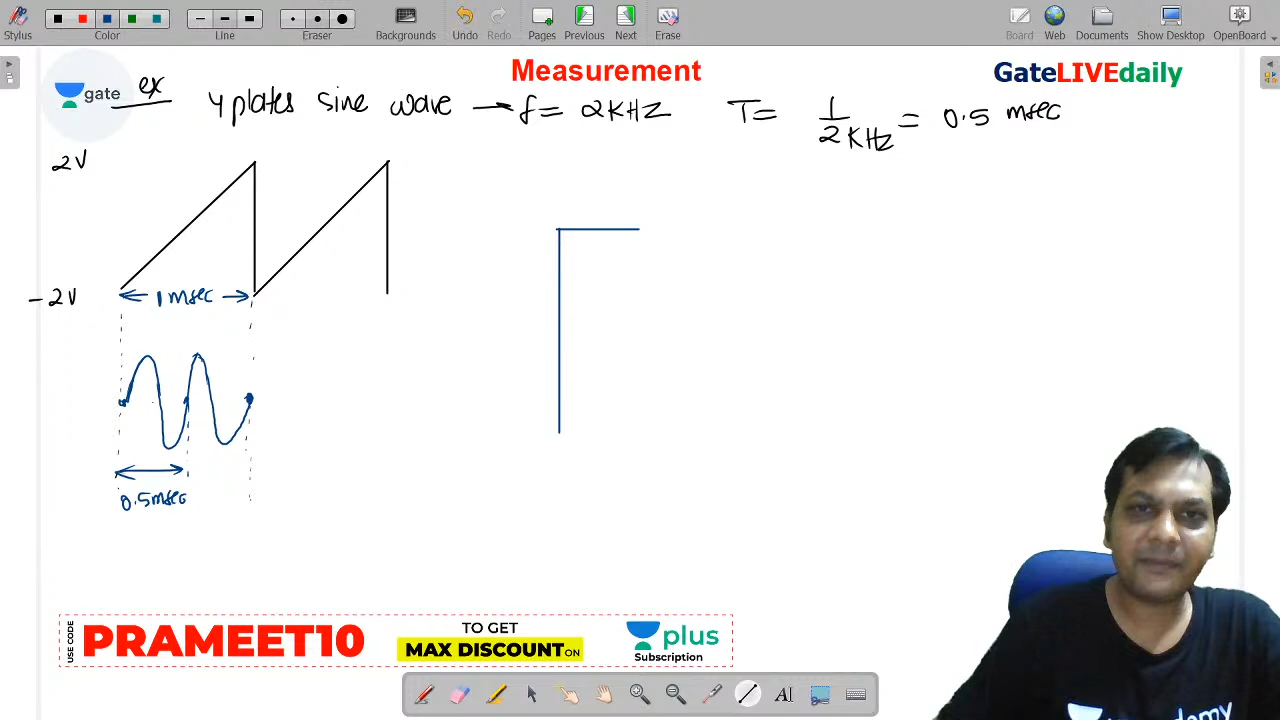 Stylus Color Line Eraser Backgrounds Undo Redo Pages Previous Next Erase Board Web Documents Show Desktop OpenBoard
Measurement
GateLIVEdaily
gate
ex Y plates sine wave → f = 2KHZ T = 1/2KHZ = 0.5 msec
2V
-2V
1 msec
0.5 msec
USE CODE
PRAMEET10
TO GET
MAX DISCOUNT ON
plus
Subscription